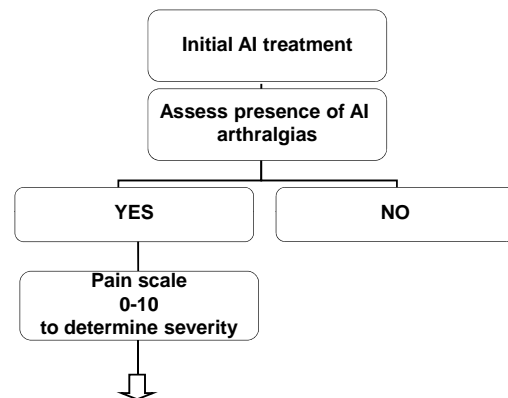 Initial AI treatment
Assess presence of AI
arthralgias
YES
NO
Pain scale
0-10
to determine severity